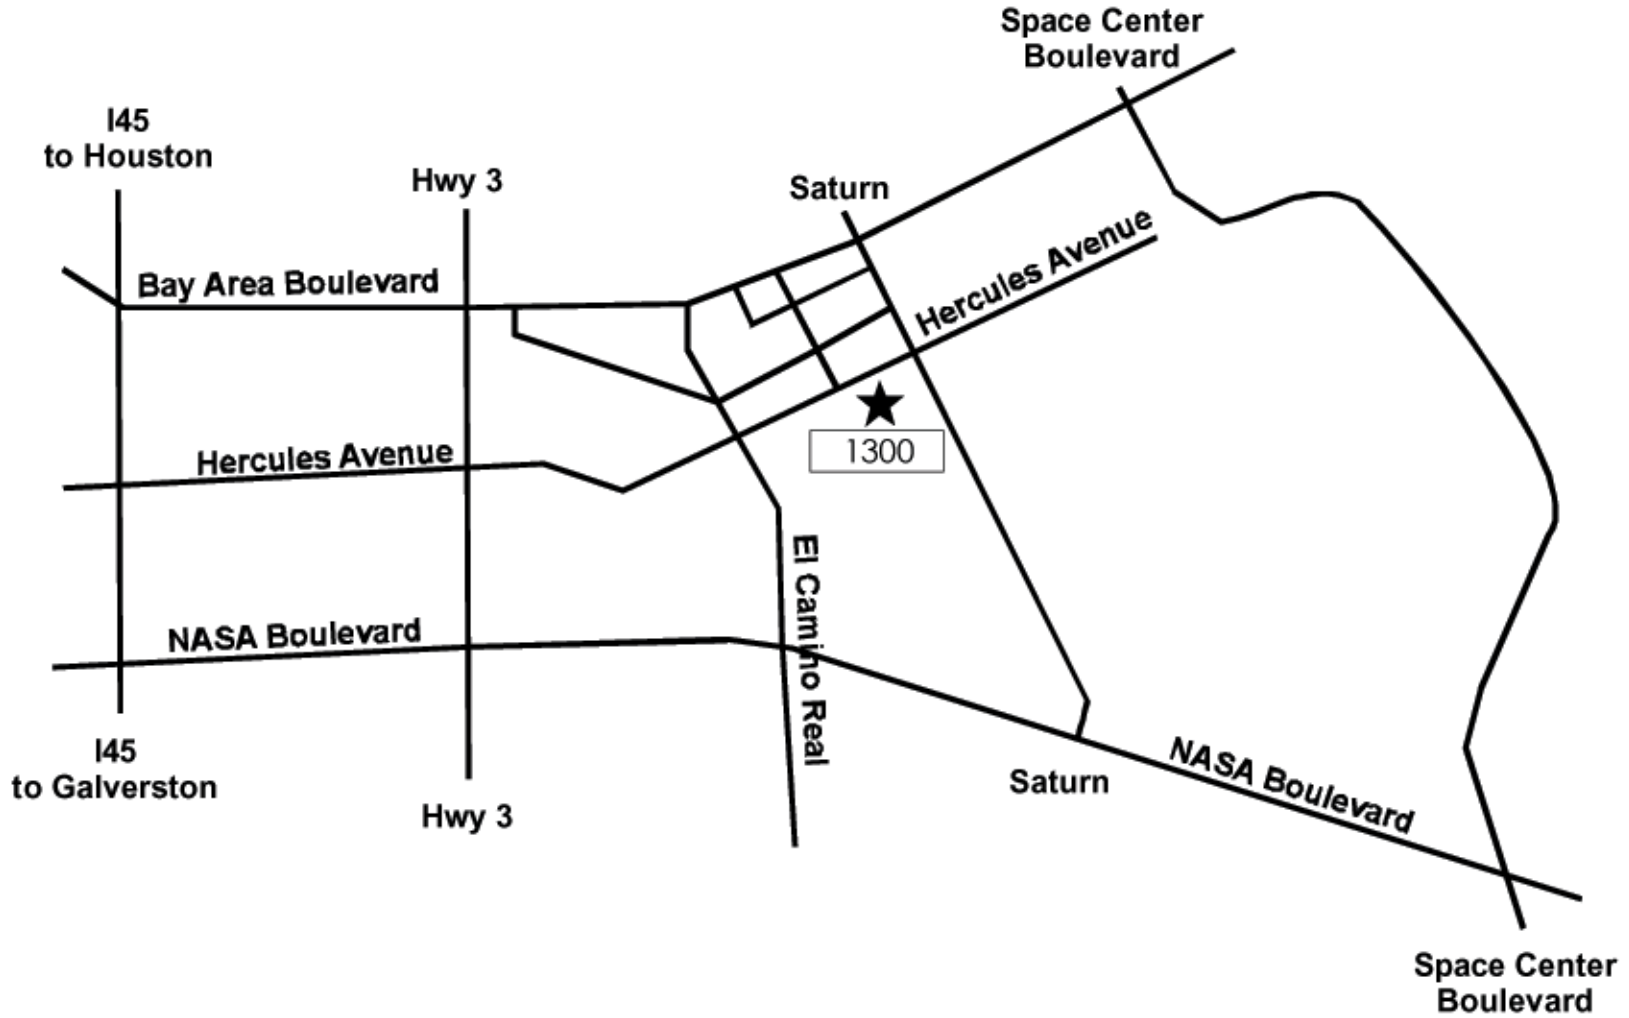 Space Center
Boulevard
I45
to Houston
Hwy 3
Saturn
Bay Area Boulevard
Hercules Avenue
1300
Hercules Avenue
El Camino Real
NASA Boulevard
I45
to Galverston
Hwy 3
Saturn
NASA Boulevard
Space Center
Boulevard